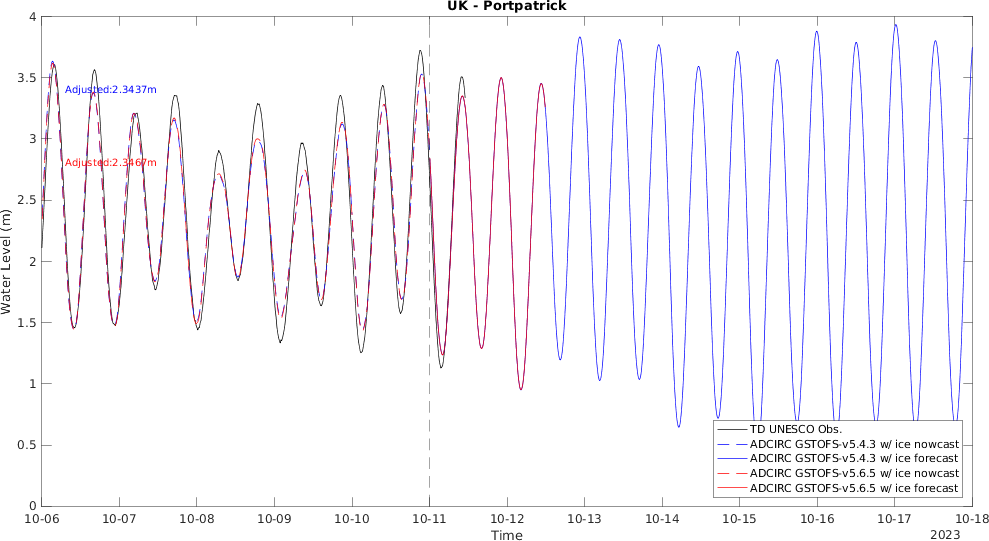 UK - Portpatrick
4
3.5
3
2.5
2
1.5
1
0.5
0
Water Level (m)
Adjusted:2.3437m
Adjusted:2.3467m
TD UNESCO Obs.
ADCIRC GSTOFS-v5.4.3 w/ ice nowcast
ADCIRC GSTOFS-v5.4.3 w/ ice forecast
ADCIRC GSTOFS-v5.6.5 w/ ice nowcast
ADCIRC GSTOFS-v5.6.5 w/ ice forecast
10-06 10-07 10-08 10-09 10-10 10-11 10-12 10-13 10-14 10-15 10-16 10-17 10-18
Time
2023